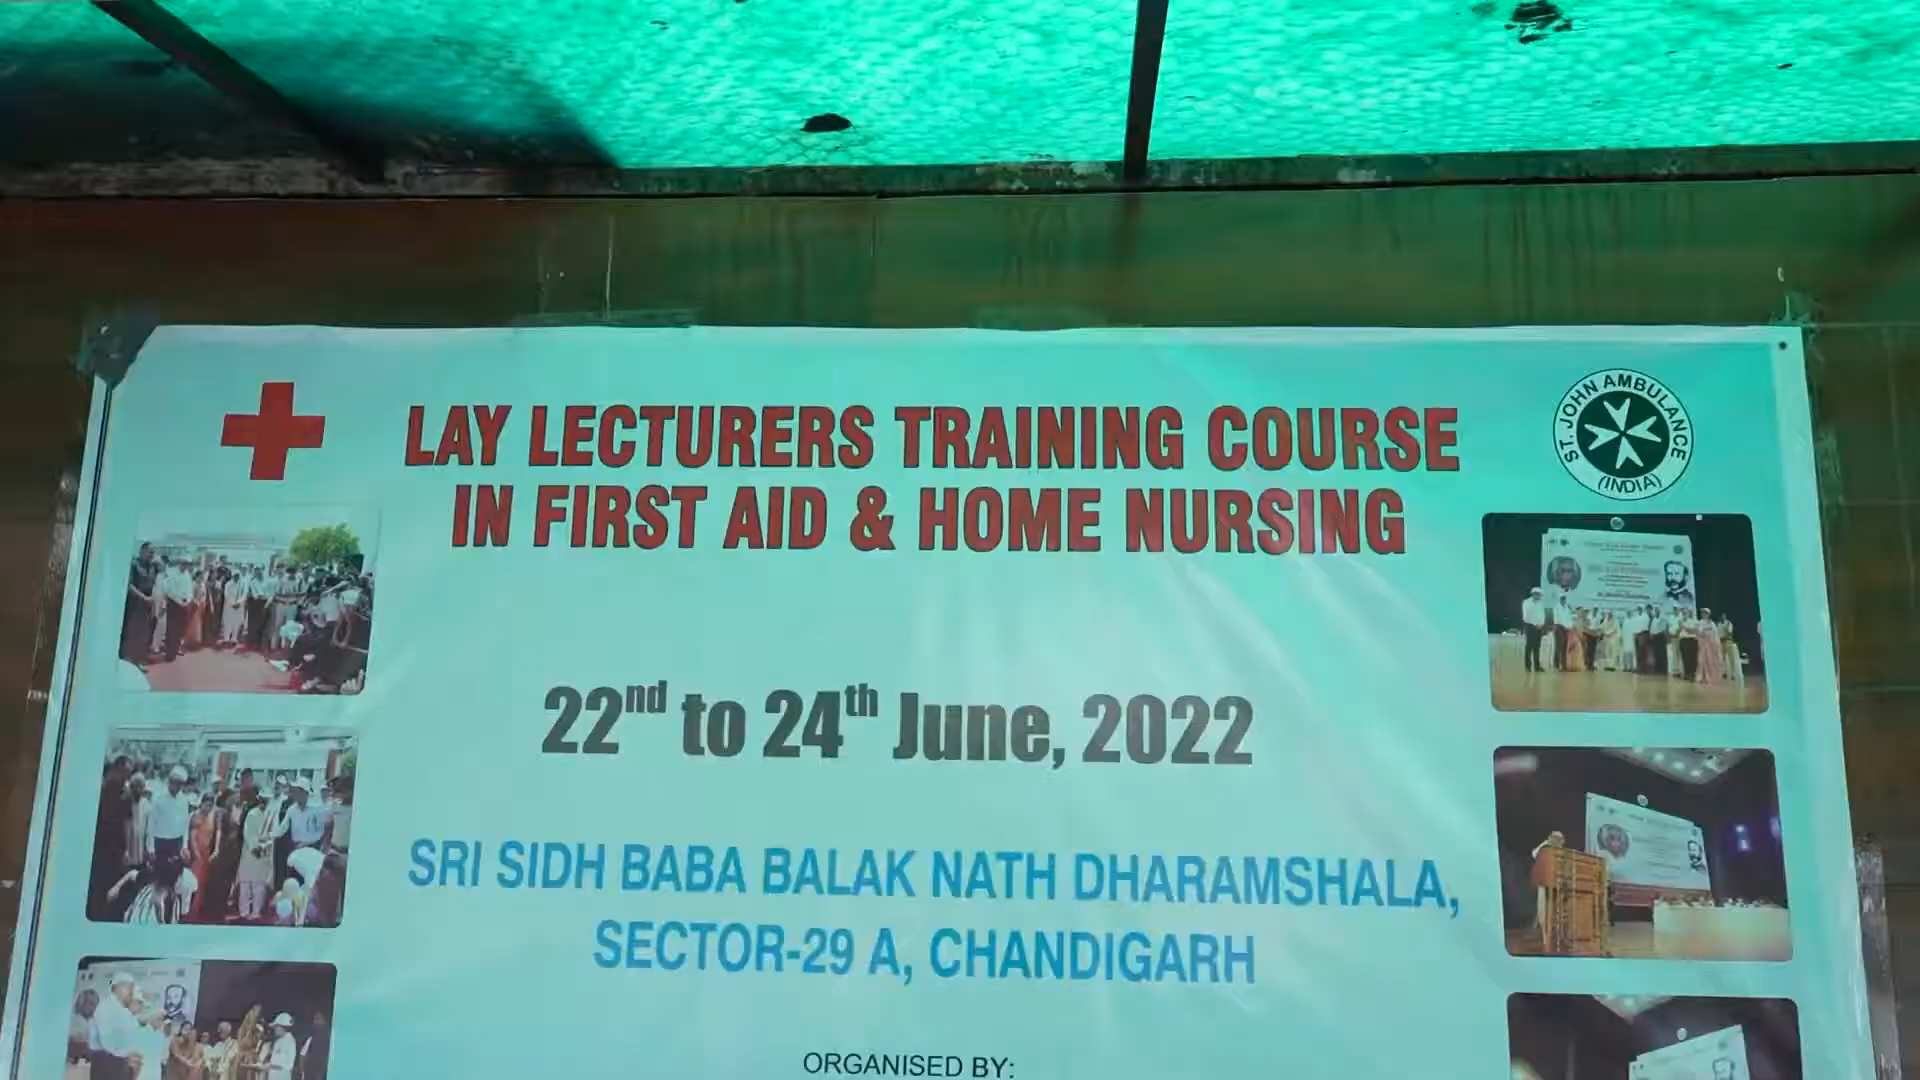 LAY LECTURERS TRAINING COURSE
IN FIRST AID & HOME NURSING
ST. JOHN AMBULANCE
(INDIA)
22nd to 24th June, 2022
SRI SIDH BABA BALAK NATH DHARAMSHALA,
SECTOR-29 A, CHANDIGARH
ORGANISED BY: